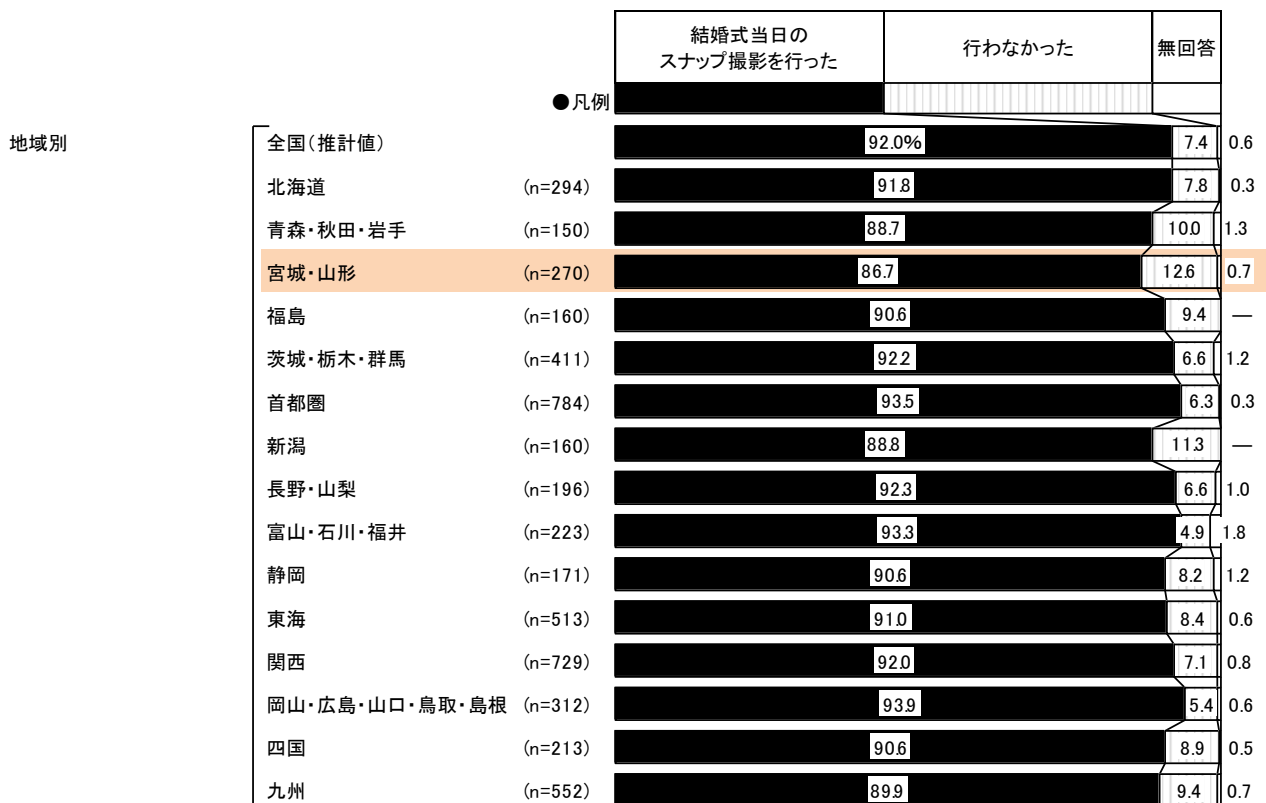 結婚式当日の
スナップ撮影を行った
行わなかった
無回答
●凡例
地域別
全国(推計値) 92.0% 7.4 0.6
北海道 (n=294) 91.8 7.8 0.3
青森・秋田・岩手 (n=150) 88.7 10.0 1.3
宮城・山形 (n=270) 86.7 12.6 0.7
福島 (n=160) 90.6 9.4 ―
茨城・栃木・群馬 (n=411) 92.2 6.6 1.2
首都圏 (n=784) 93.5 6.3 0.3
新潟 (n=160) 88.8 11.3 ―
長野・山梨 (n=196) 92.3 6.6 1.0
富山・石川・福井 (n=223) 93.3 4.9 1.8
静岡 (n=171) 90.6 8.2 1.2
東海 (n=513) 91.0 8.4 0.6
関西 (n=729) 92.0 7.1 0.8
岡山・広島・山口・鳥取・島根 (n=312) 93.9 5.4 0.6
四国 (n=213) 90.6 8.9 0.5
九州 (n=552) 89.9 9.4 0.7